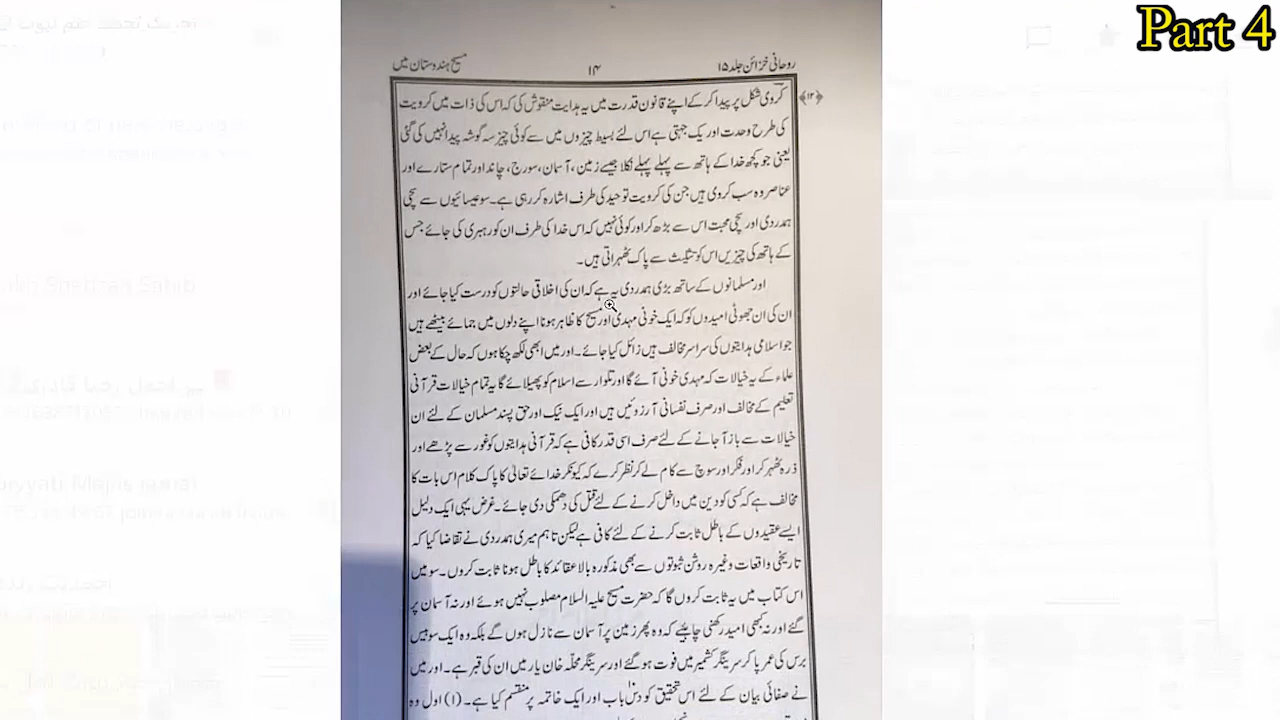 Part 4
روحانی خزائن جلد ۱۵
۱۴
مسیح ہندوستان میں
﴿۱۲﴾
کُروی شکل پر پیدا کر کے اپنے قانون قدرت میں یہ ہدایت منقوش کی کہ اس کی ذات میں کرویت
کی طرح وحدت اور یک جہتی ہے اس لئے بسیط چیزوں میں سے کوئی چیز سہ گوشہ پیدا نہیں کی گئی
یعنی جو کچھ خدا کے ہاتھ سے پہلے پہلے نکلا جیسے زمین، آسمان، سورج، چاند اور تمام ستارے اور
عناصر وہ سب کروی ہیں جن کی کرویت توحید کی طرف اشارہ کر رہی ہے۔ سو عیسائیوں سے سچی
ہمدردی اور سچی محبت اس سے بڑھ کر اور کوئی نہیں کہ اس خدا کی طرف ان کو رہبری کی جائے جس
کے ہاتھ کی چیزیں اس کو تثلیث سے پاک ٹھہراتی ہیں۔
اور مسلمانوں کے ساتھ بڑی ہمدردی یہ ہے کہ ان کی اخلاقی حالتوں کو درست کیا جائے اور
ان کی ان جھوٹی امیدوں کو کہ ایک خونی مہدی اور مسیح کا ظاہر ہونا اپنے دلوں میں جمائے بیٹھے ہیں
جو اسلامی ہدایتوں کی سراسر مخالف ہیں زائل کیا جائے۔ اور میں ابھی لکھ چکا ہوں کہ حال کے بعض
علماء کے یہ خیالات کہ مہدی خونی آئے گا اور تلوار سے اسلام کو پھیلائے گا یہ تمام خیالات قرآنی
تعلیم کے مخالف اور صرف نفسانی آرزوئیں ہیں اور ایک نیک اور حق پسند مسلمان کے لئے ان
خیالات سے باز آجانے کے لئے صرف اسی قدر کافی ہے کہ قرآنی ہدایتوں کو غور سے پڑھے اور
ذرہ ٹھہر کر اور فکر اور سوچ سے کام لے کر نظر کرے کہ کیونکر خدائے تعالیٰ کا پاک کلام اس بات کا
مخالف ہے کہ کسی کو دین میں داخل کرنے کے لئے قتل کی دھمکی دی جائے۔ غرض یہی ایک دلیل
ایسے عقیدوں کے باطل ثابت کرنے کے لئے کافی ہے لیکن تاہم میری ہمدردی نے تقاضا کیا کہ
تاریخی واقعات وغیرہ روشن ثبوتوں سے بھی مذکورہ بالا عقائد کا باطل ہونا ثابت کروں۔ سو میں
اس کتاب میں یہ ثابت کروں گا کہ حضرت مسیح علیہ السلام مصلوب نہیں ہوئے اور نہ آسمان پر
گئے اور نہ کبھی امید رکھنی چاہئیے کہ وہ پھر زمین پر آسمان سے نازل ہوں گے بلکہ وہ ایک سو بیس
برس کی عمر پا کر سرینگر کشمیر میں فوت ہو گئے اور سرینگر محلّہ خان یار میں ان کی قبر ہے۔ اور میں
نے صفائی بیان کے لئے اس تحقیق کو دس باب اور ایک خاتمہ پر منقسم کیا ہے۔ (۱) اول وہ